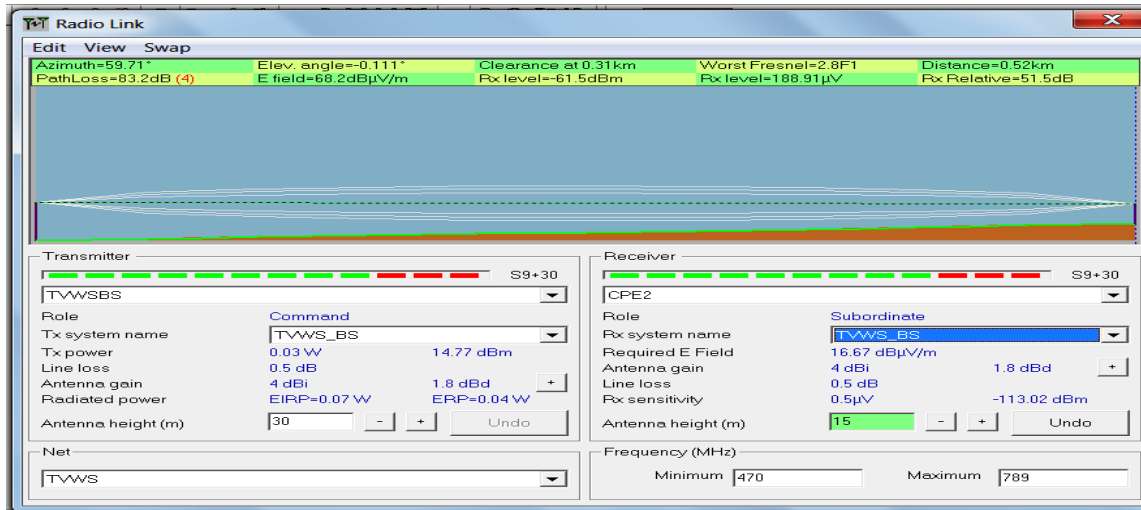 Radio Link
Edit View Swap
Azimuth=59.71° Elev. angle=-0.111° Clearance at 0.31km Worst Fresnel=2.8F1 Distance=0.52km
PathLoss=83.2dB (4) E field=68.2dBµV/m Rx level=-61.5dBm Rx level=188.91µV Rx Relative=51.5dB
Transmitter
S9+30
TVWSBS
Role Command
Tx system name TVWS_BS
Tx power 0.03 W 14.77 dBm
Line loss 0.5 dB
Antenna gain 4 dBi 1.8 dBd +
Radiated power EIRP=0.07 W ERP=0.04 W
Antenna height (m) 30 - + Undo
Net
TVWS
Receiver
S9+30
CPE2
Role Subordinate
Rx system name TVWS_BS
Required E Field 16.67 dBµV/m
Antenna gain 4 dBi 1.8 dBd +
Line loss 0.5 dB
Rx sensitivity 0.5µV -113.02 dBm
Antenna height (m) 15 - + Undo
Frequency (MHz)
Minimum 470 Maximum 789